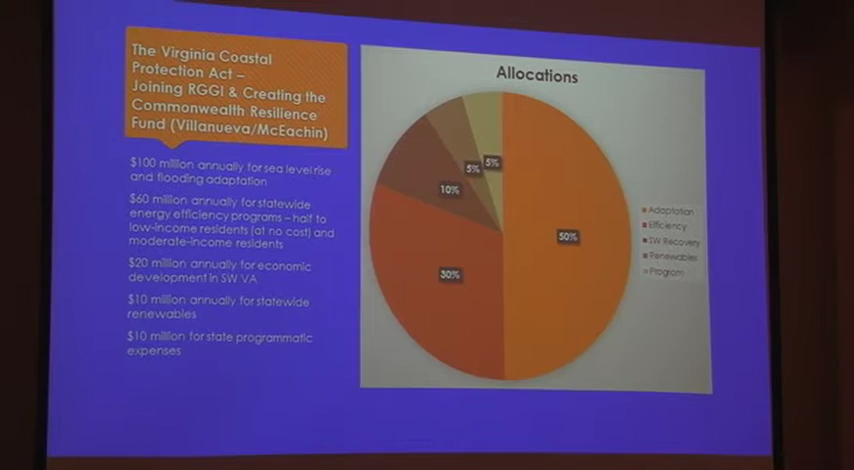 The Virginia Coastal
Protection Act –
Joining RGGI & Creating the
Commonwealth Resilience
Fund (Villanueva/McEachin)
$100 million annually for sea level rise
and flooding adaptation
$60 million annually for statewide
energy efficiency programs – half to
low-income residents (at no cost) and
moderate-income residents
$20 million annually for economic
development in SW VA
$10 million annually for statewide
renewables
$10 million for state programmatic
expenses
Allocations
5%
5%
10%
50%
30%
Adaptation
Efficiency
SW Recovery
Renewables
Program